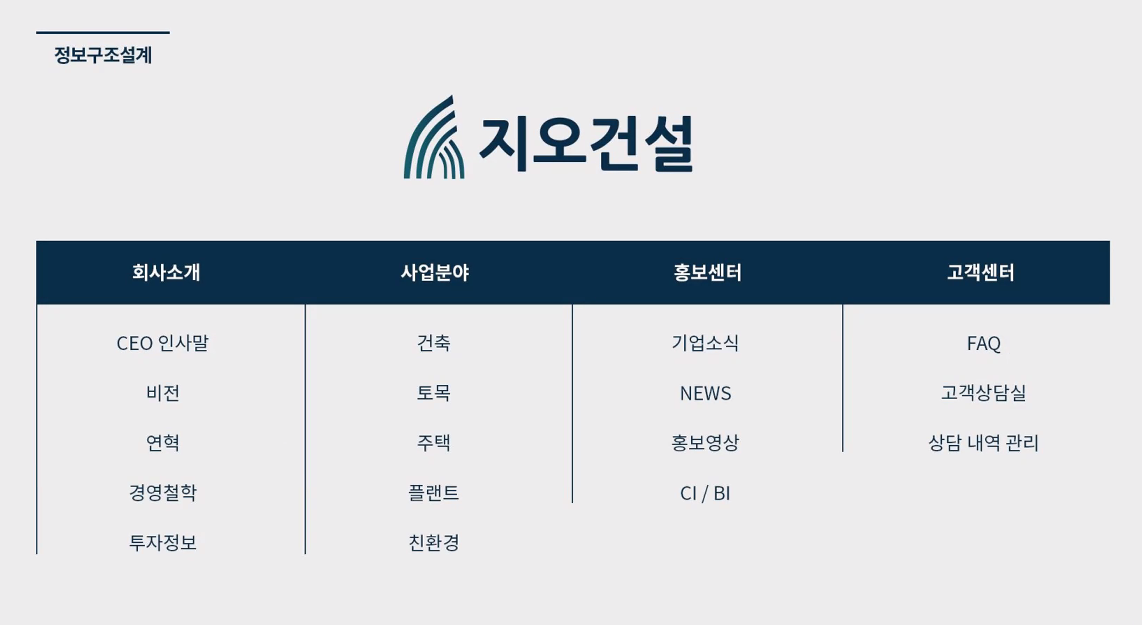 정보구조설계
지오건설
회사소개
사업분야
홍보센터
고객센터
CEO 인사말
건축
기업소식
FAQ
비전
토목
NEWS
고객상담실
연혁
주택
홍보영상
상담 내역 관리
경영철학
플랜트
CI / BI
투자정보
친환경